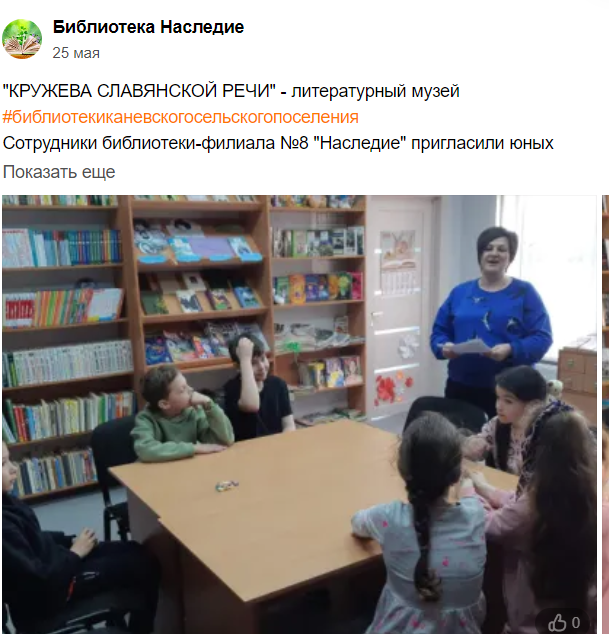 Библиотека Наследие
25 мая
"КРУЖЕВА СЛАВЯНСКОЙ РЕЧИ" - литературный музей
#библиотекиканевскогосельскогопоселения
Сотрудники библиотеки-филиала №8 "Наследие" пригласили юных
Показать еще
0